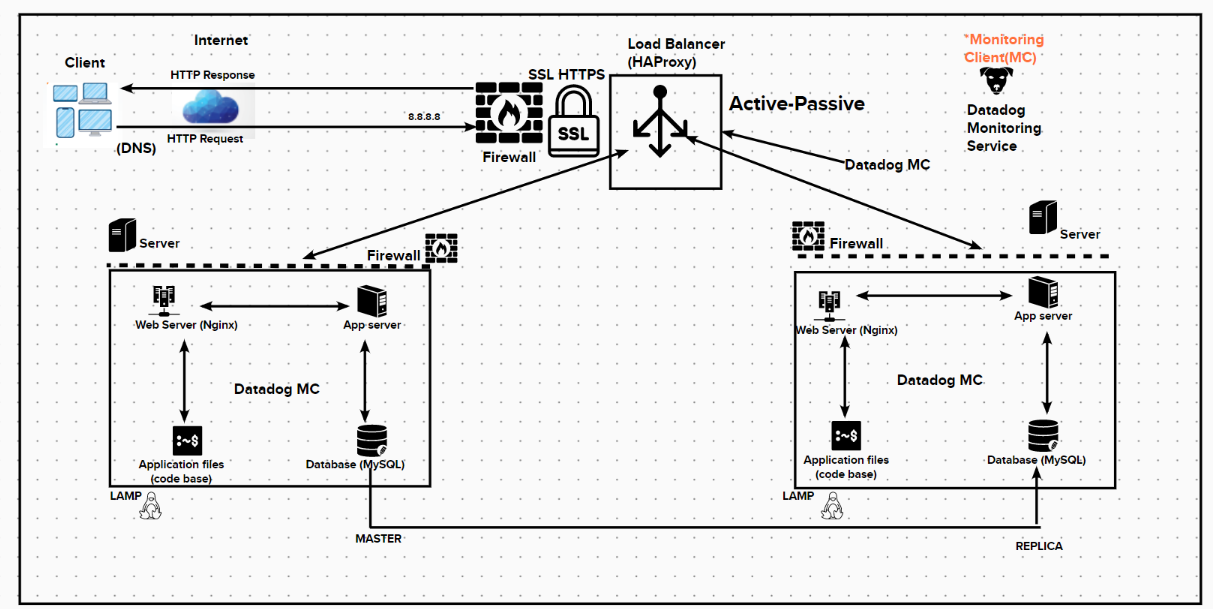 Internet
Client
HTTP Response
HTTP Request
(DNS)
8.8.8.8
SSL HTTPS
SSL
Firewall
Load Balancer
(HAProxy)
Active-Passive
Datadog MC
*Monitoring
Client(MC)
Datadog
Monitoring
Service
Server
Firewall
Web Server (Nginx)
App server
Datadog MC
:~$
Application files
(code base)
Database (MySQL)
LAMP
MASTER
Firewall
Server
Web Server (Nginx)
App server
Datadog MC
:~$
Application files
(code base)
Database (MySQL)
LAMP
REPLICA